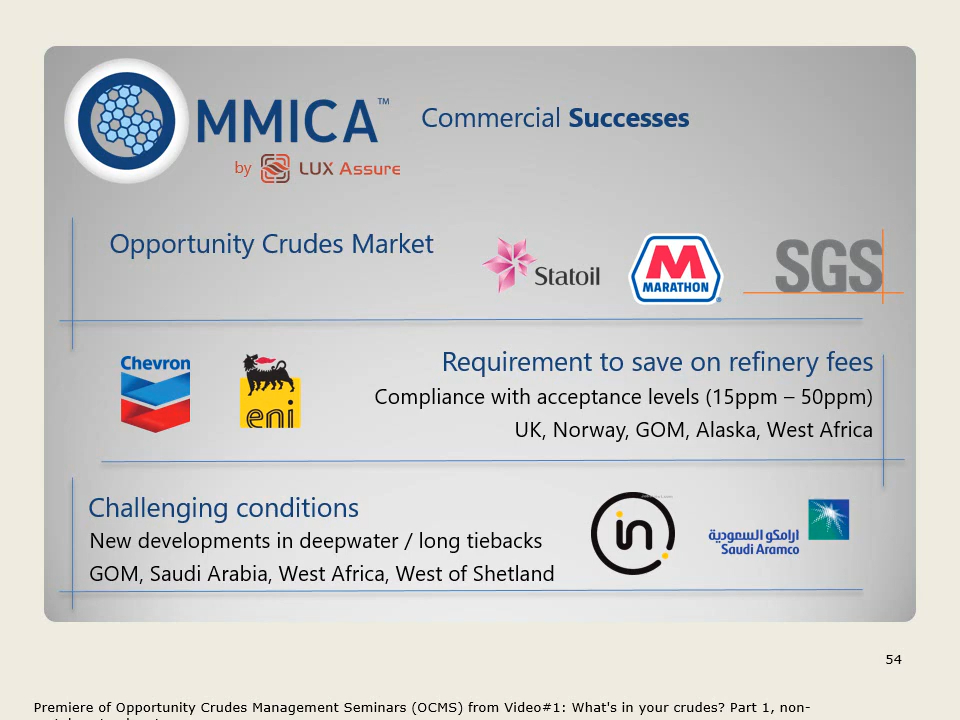 MMICA™
by LUX Assure
Commercial Successes
Opportunity Crudes Market
Statoil
MARATHON
SGS
Chevron
eni
Requirement to save on refinery fees
Compliance with acceptance levels (15ppm – 50ppm)
UK, Norway, GOM, Alaska, West Africa
Challenging conditions
New developments in deepwater / long tiebacks
GOM, Saudi Arabia, West Africa, West of Shetland
in
أرامكو السعودية
Saudi Aramco
54
Premiere of Opportunity Crudes Management Seminars (OCMS) from Video#1: What's in your crudes? Part 1, non-